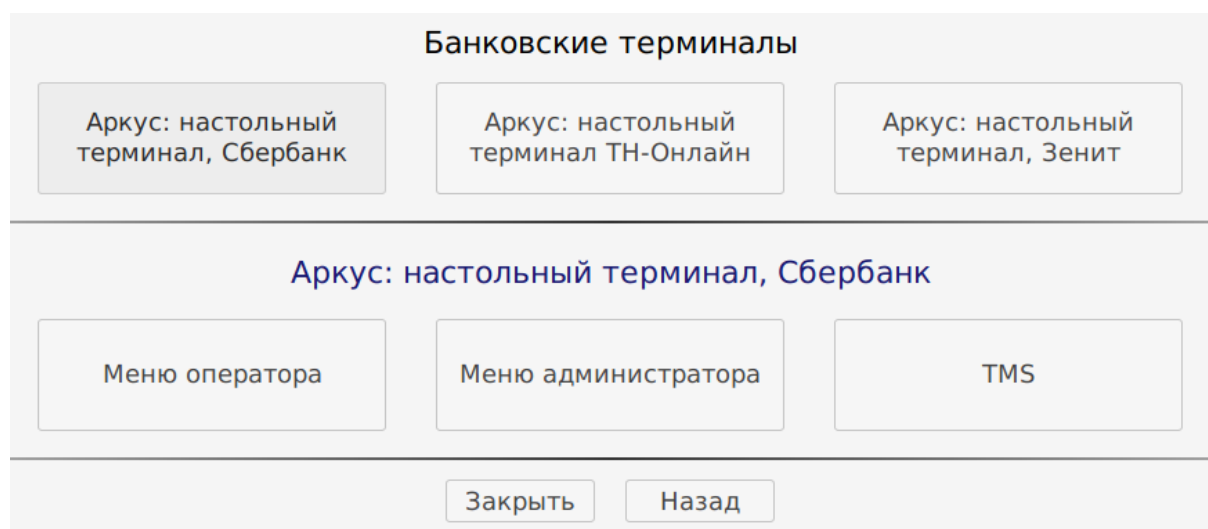 Банковские терминалы
Аркус: настольный
терминал, Сбербанк
Аркус: настольный
терминал ТН-Онлайн
Аркус: настольный
терминал, Зенит
Аркус: настольный терминал, Сбербанк
Меню оператора
Меню администратора
TMS
Закрыть
Назад